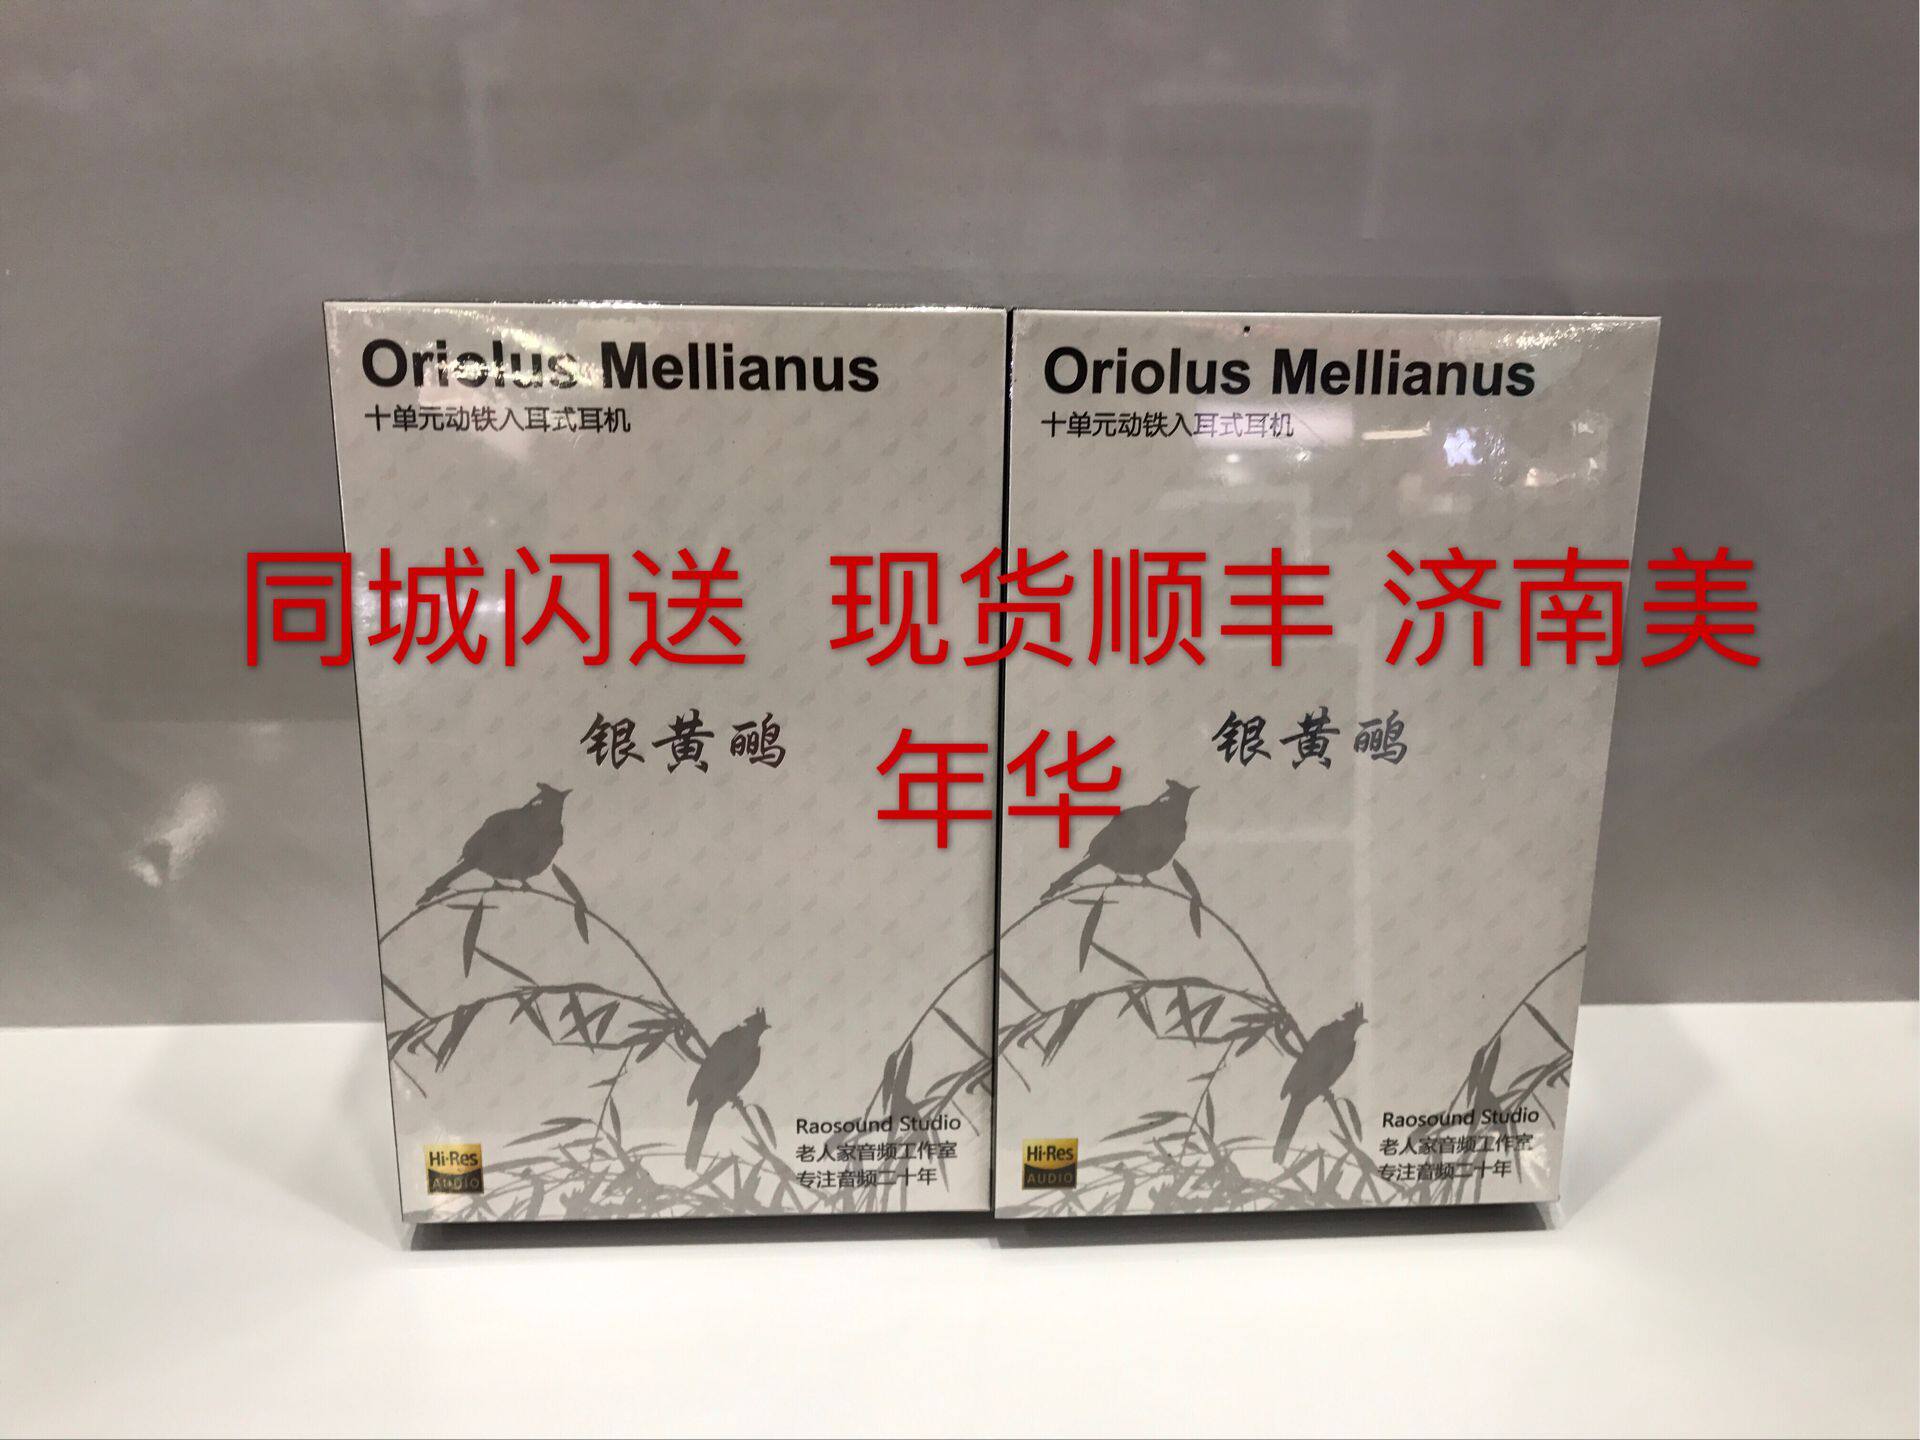 Oriolus Mellianus
十单元动铁入耳式耳机
Oriolus Mellianus
十单元动铁入耳式耳机
同城闪送 现货顺丰 济南美
年华
银黄鹂
银黄鹂
Hi-Res
AUDIO
Raosound Studio
老人家音频工作室
专注音频二十年
Hi-Res
AUDIO
Raosound Studio
老人家音频工作室
专注音频二十年